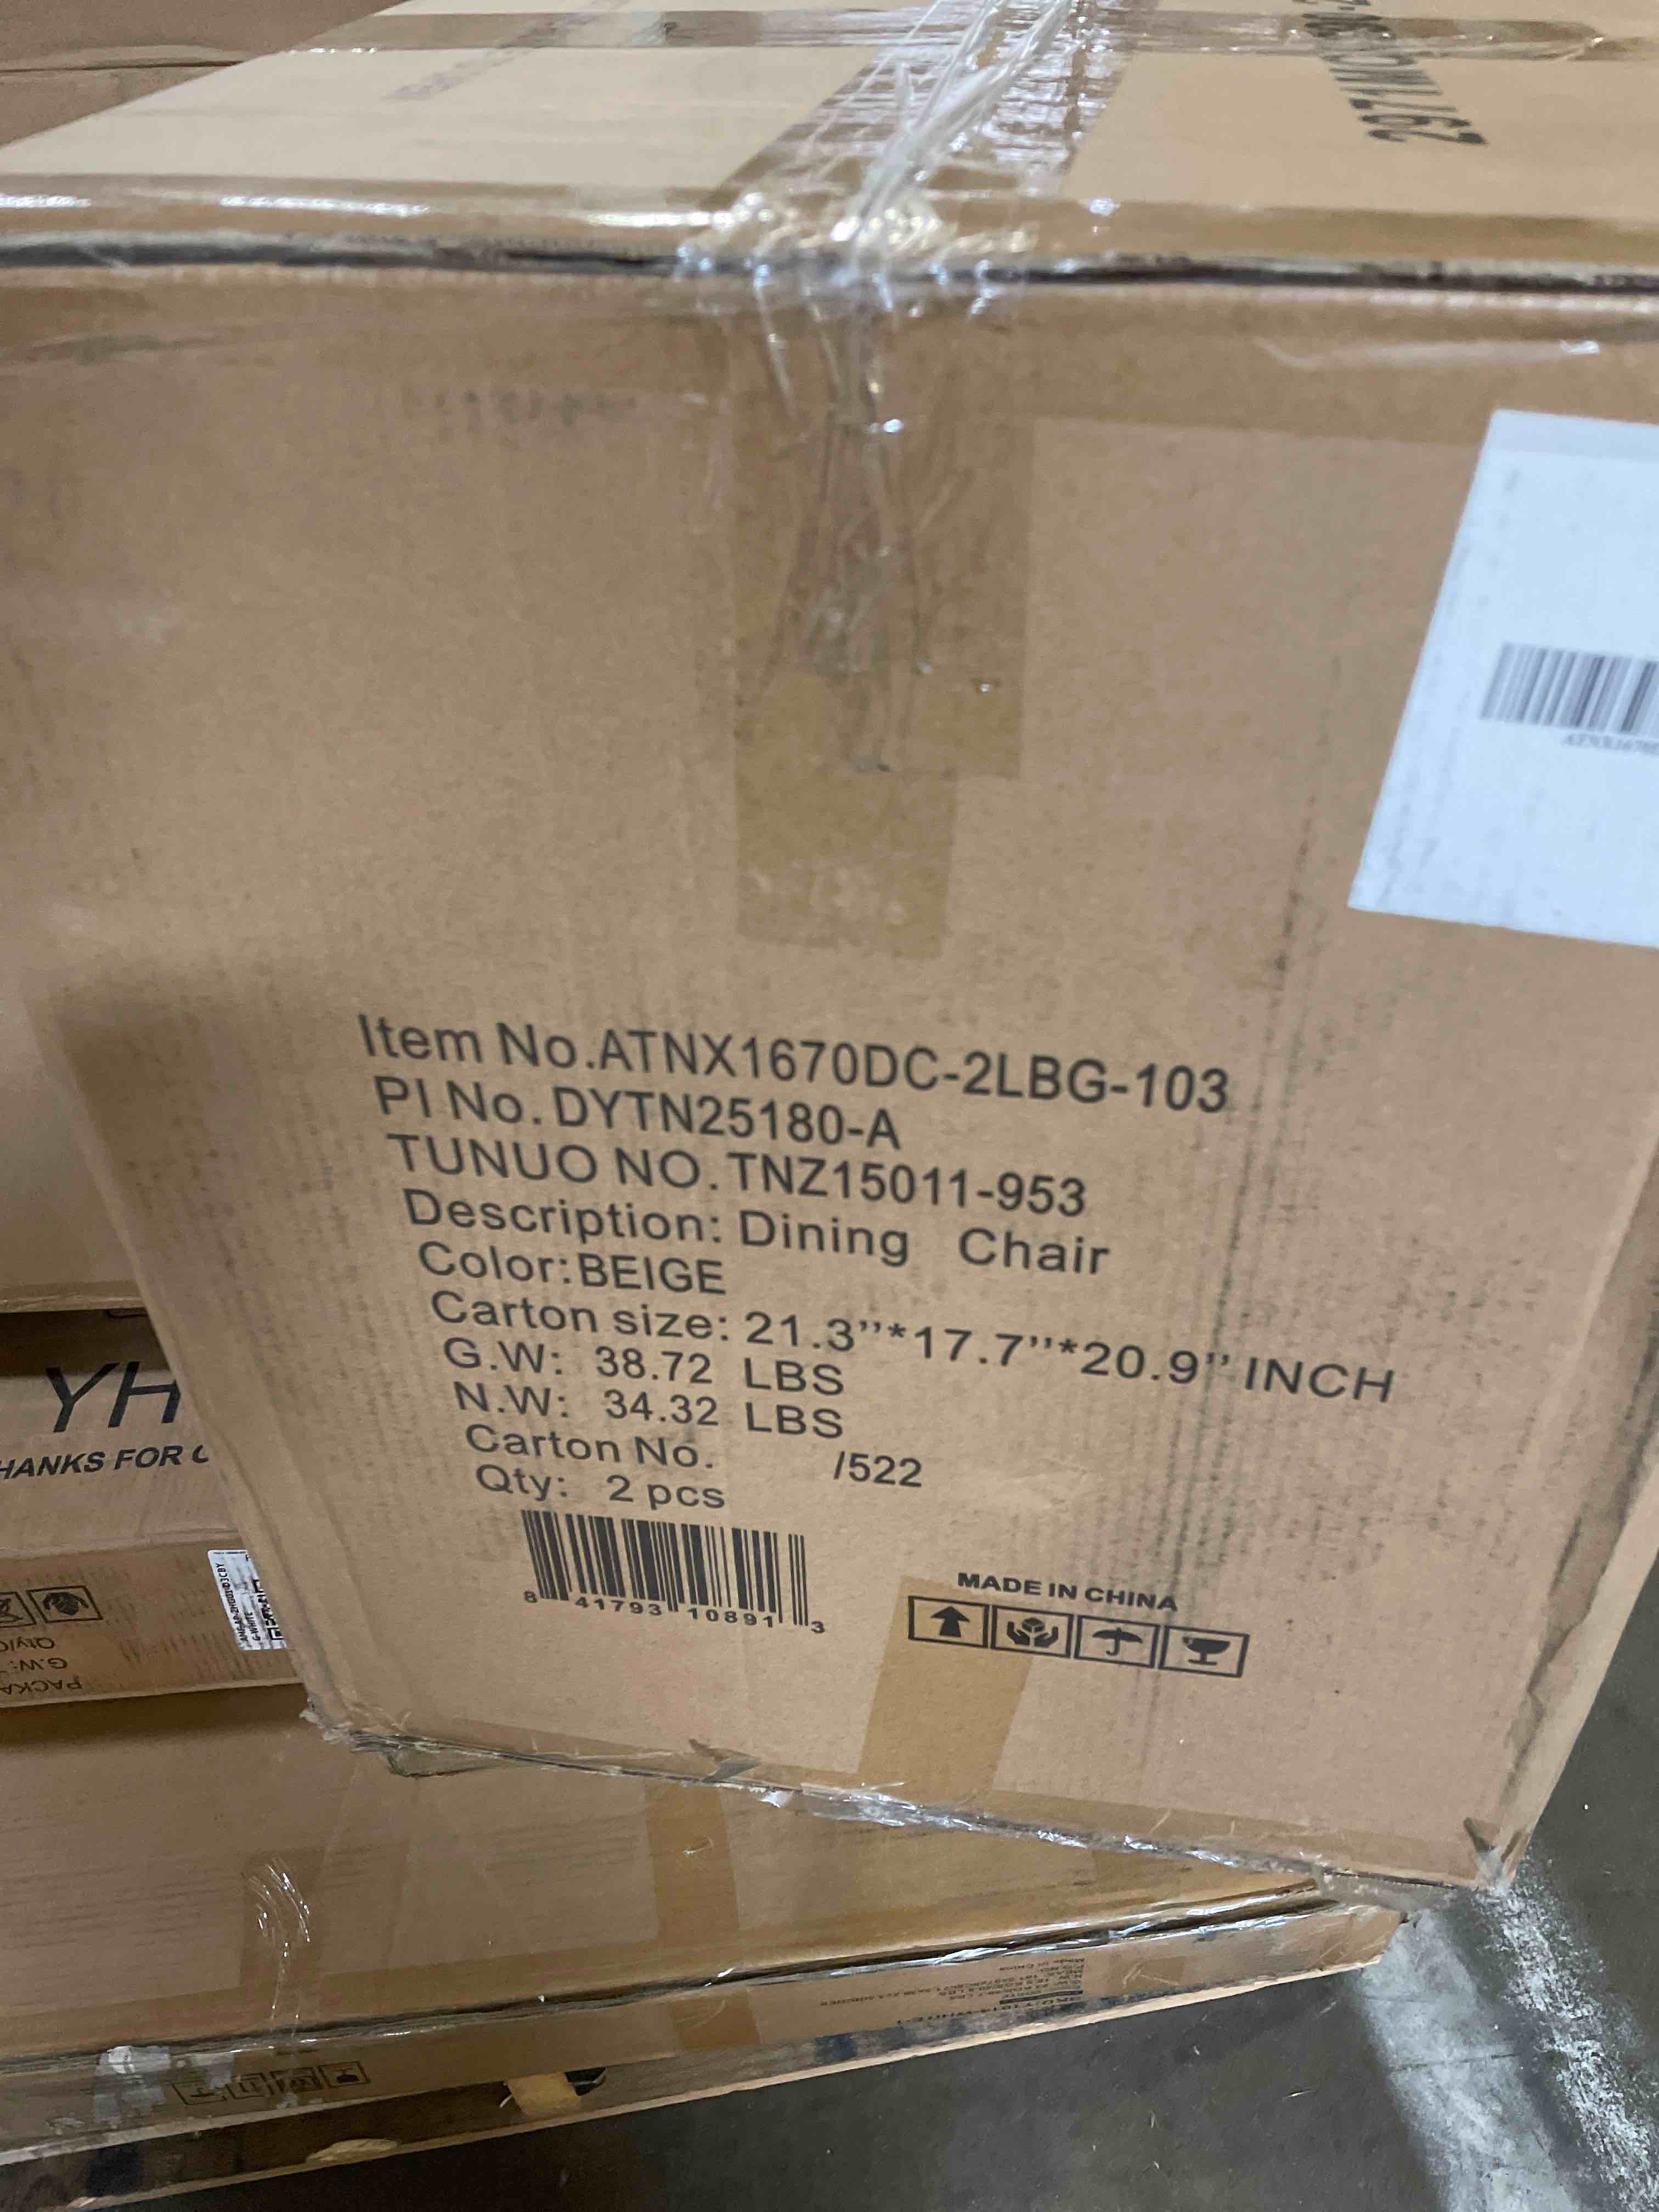 Item No.ATNX1670DC-2LBG-103
PI No. DYTN25180-A
TUNUO NO. TNZ15011-953
Description: Dining Chair
Color:BEIGE
Carton size: 21.3’’*17.7’’*20.9’’ INCH
G.W: 38.72 LBS
N.W: 34.32 LBS
Carton No. /522
Qty: 2 pcs
8 41793 10891 3
MADE IN CHINA
YH
HANKS FOR
G.W:
PACKA